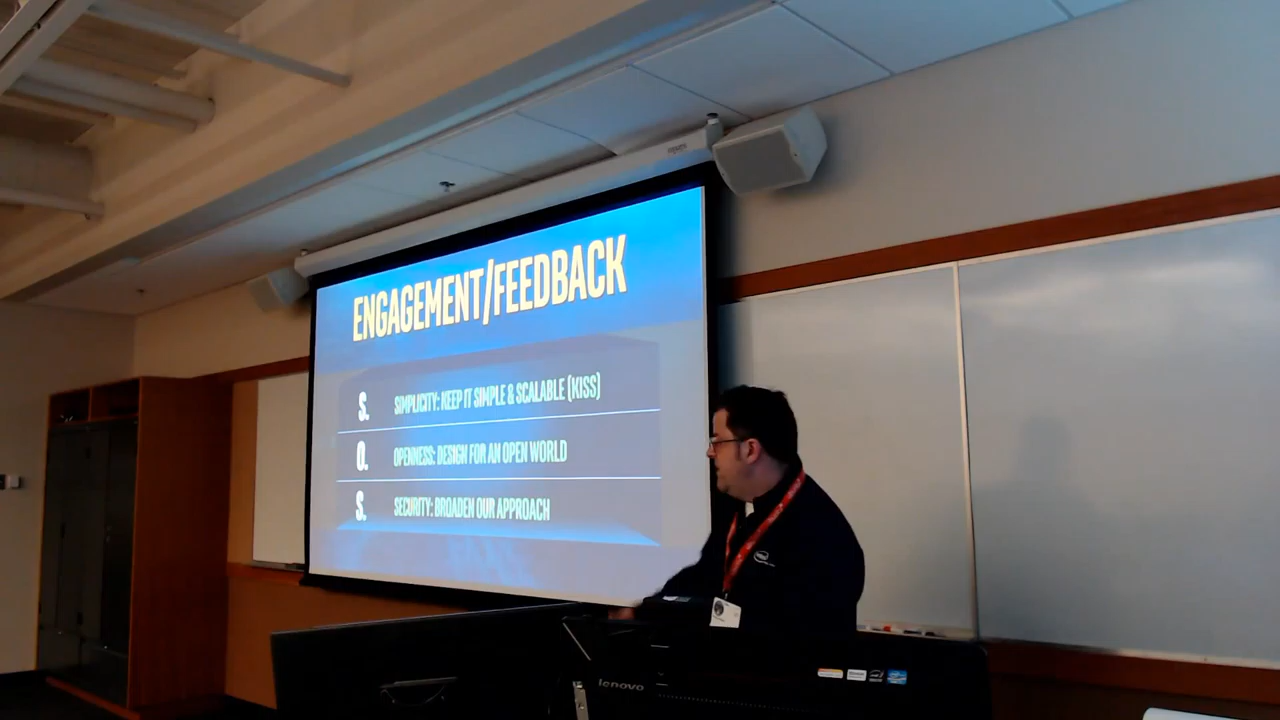 ENGAGEMENT/FEEDBACK
S. SIMPLICITY: KEEP IT SIMPLE & SCALABLE (KISS)
O. OPENNESS: DESIGN FOR AN OPEN WORLD
S. SECURITY: BROADEN OUR APPROACH
lenovo